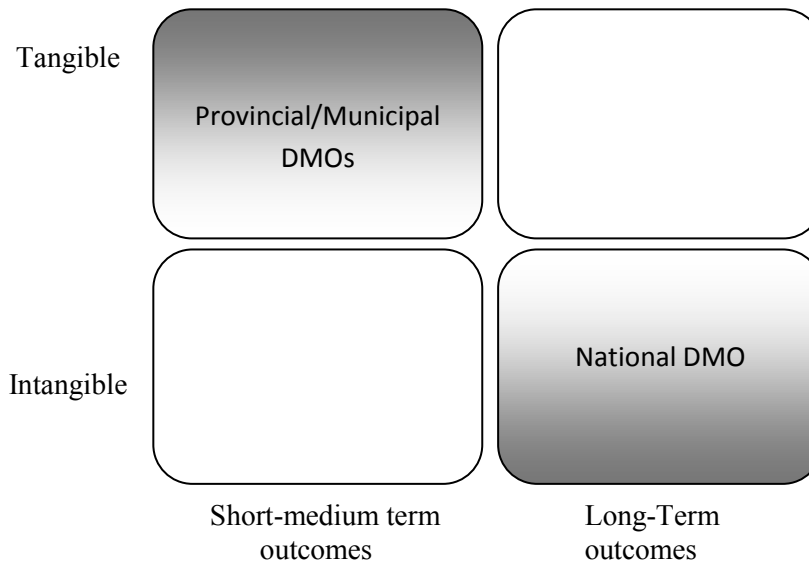 Tangible
Provincial/Municipal
DMOs
Intangible
National DMO
Short-medium term
outcomes
Long-Term
outcomes